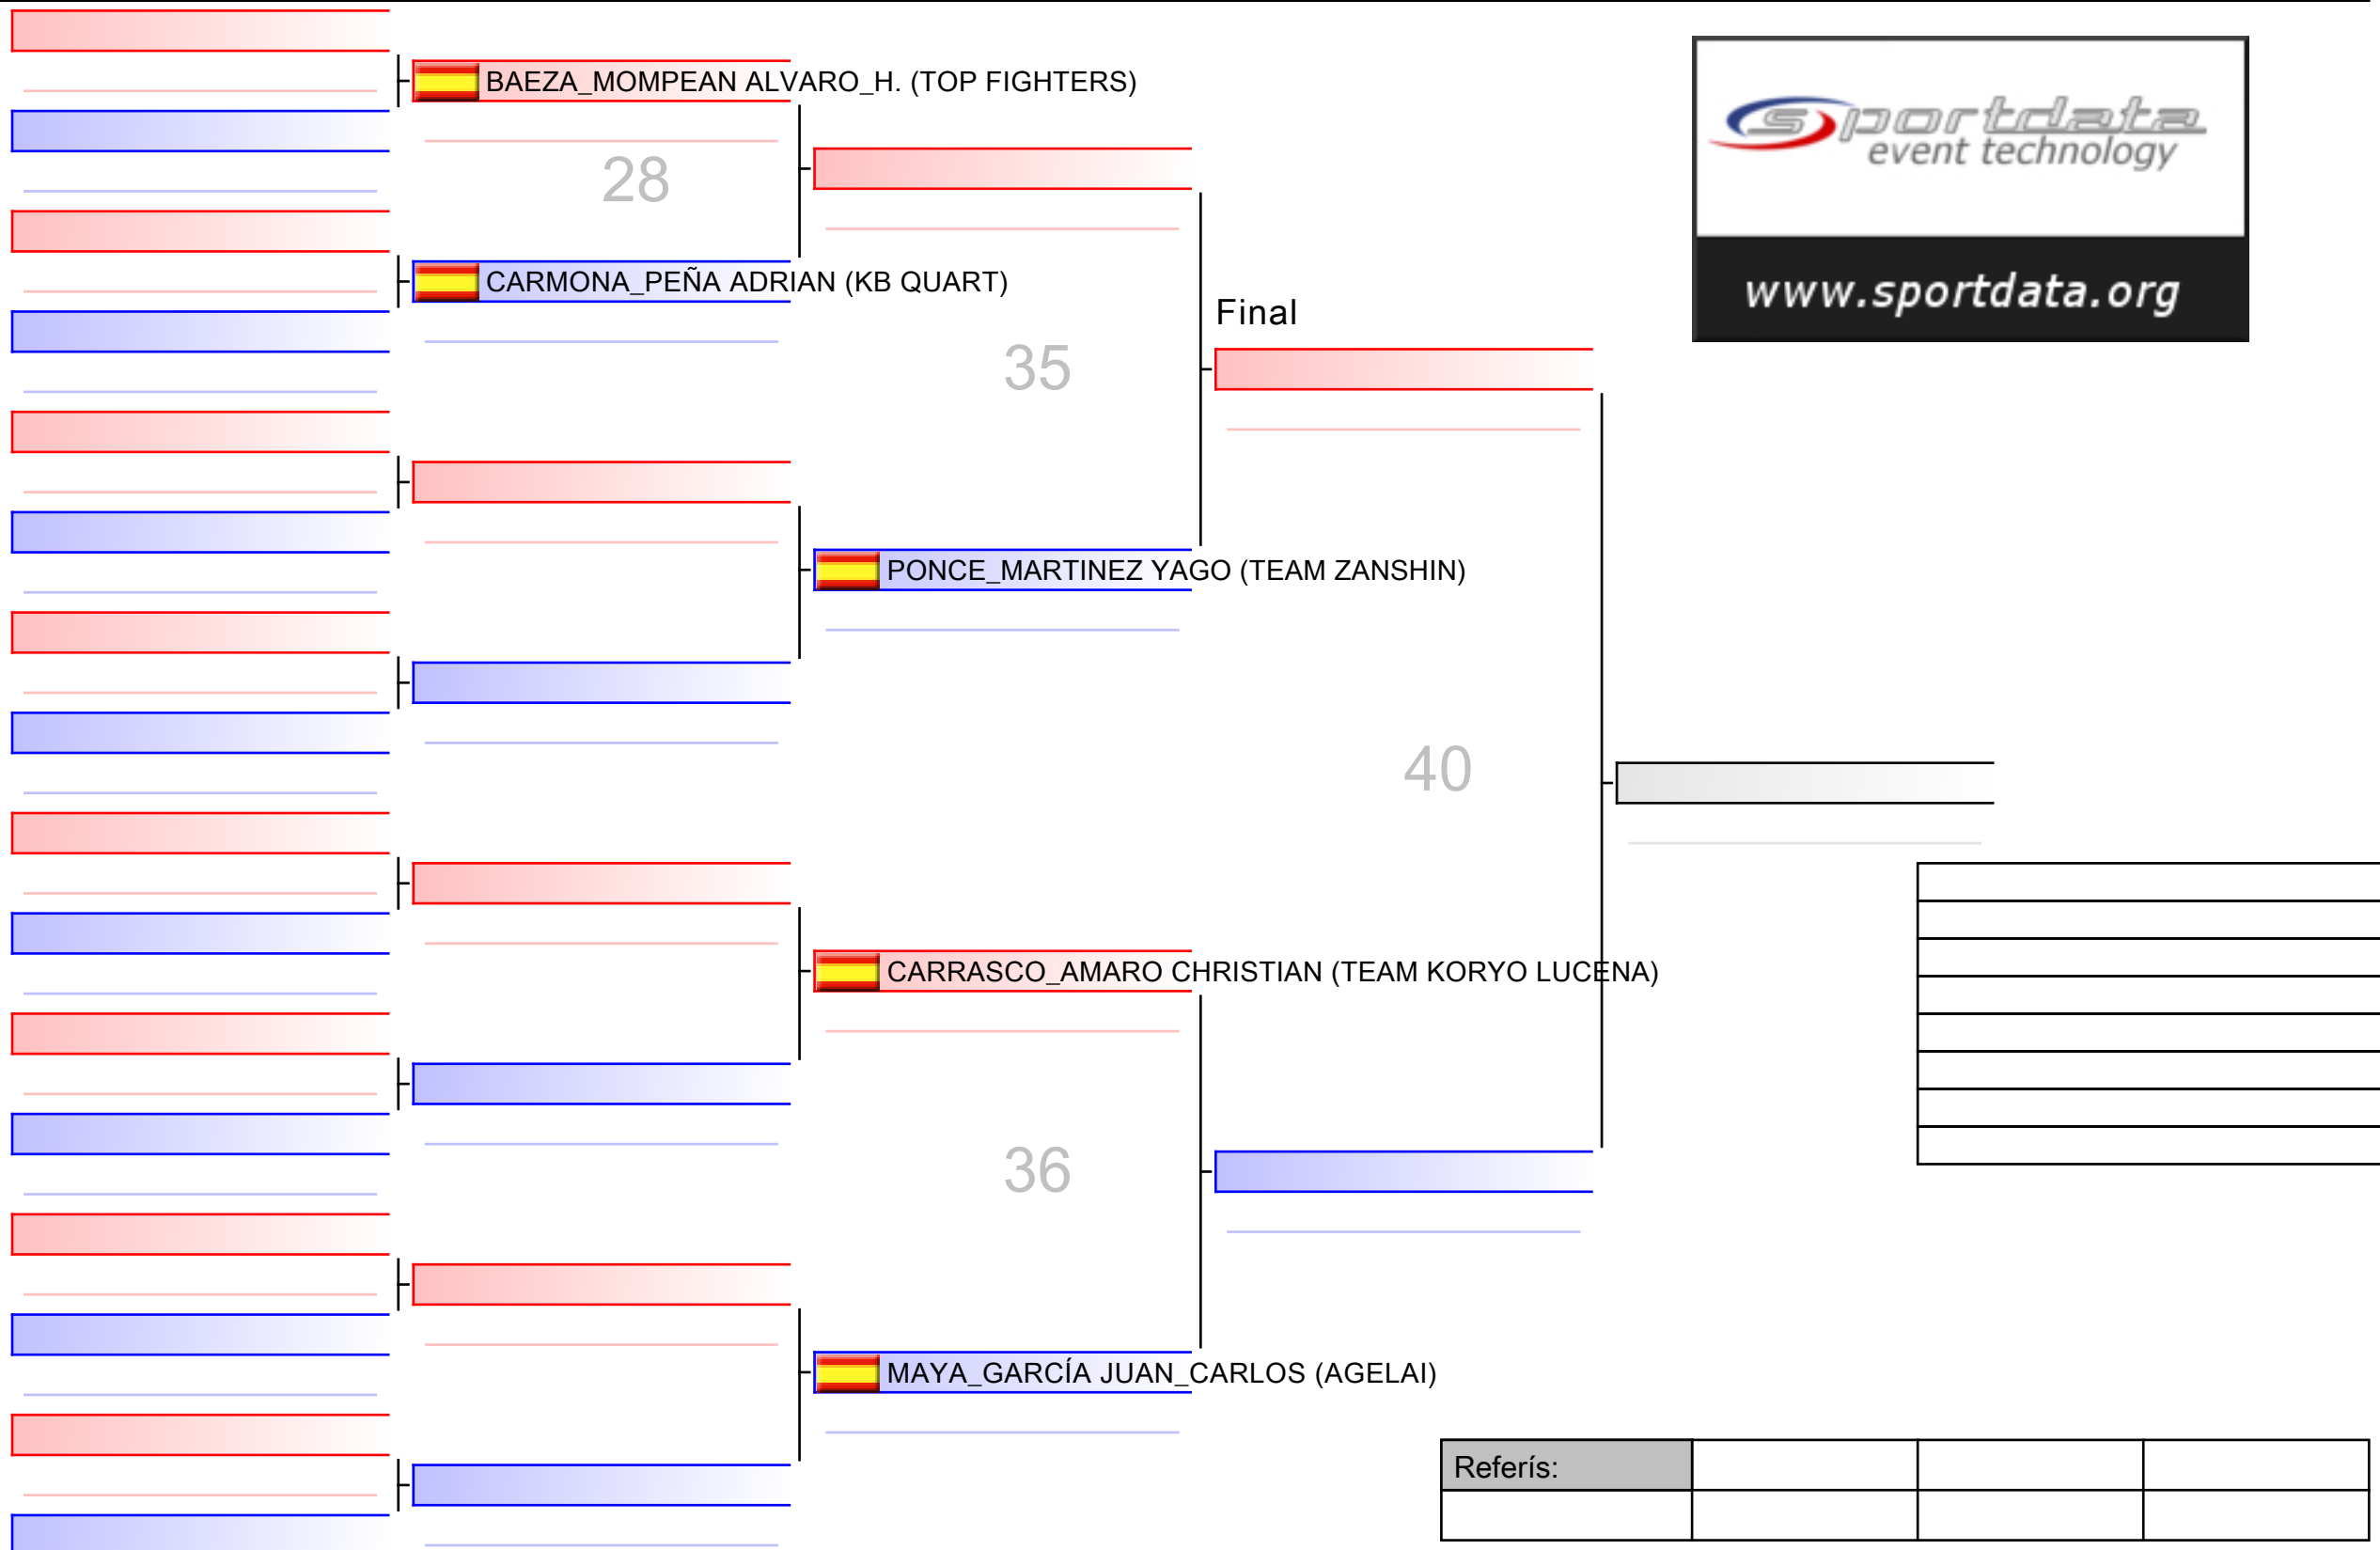 BAEZA_MOMPEAN ALVARO_H. (TOP FIGHTERS)
28
CARMONA_PEÑA ADRIAN (KB QUART)
sportdata
event technology
www.sportdata.org
Final
35
PONCE_MARTINEZ YAGO (TEAM ZANSHIN)
40
CARRASCO_AMARO CHRISTIAN (TEAM KORYO LUCENA)
36
MAYA_GARCÍA JUAN_CARLOS (AGELAI)
Referís: